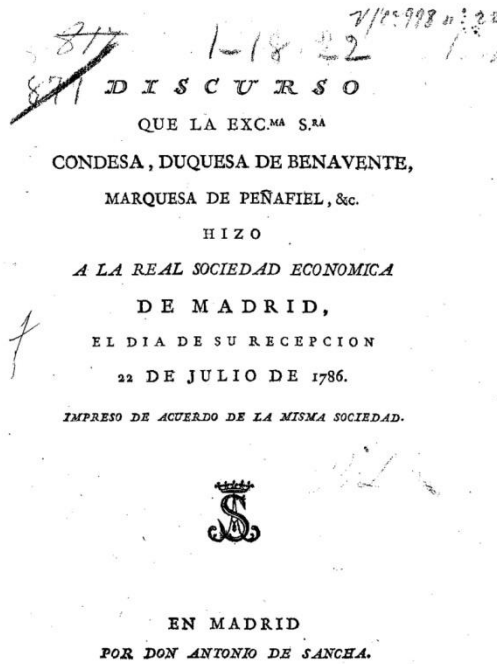 1-18-22
871
DISCURSO
QUE LA EXC.MA S.RA
CONDESA, DUQUESA DE BENAVENTE,
MARQUESA DE PEÑAFIEL, &c.
HIZO
A LA REAL SOCIEDAD ECONOMICA
DE MADRID,
EL DIA DE SU RECEPCION
22 DE JULIO DE 1786.
IMPRESO DE ACUERDO DE LA MISMA SOCIEDAD.
EN MADRID
POR DON ANTONIO DE SANCHA.